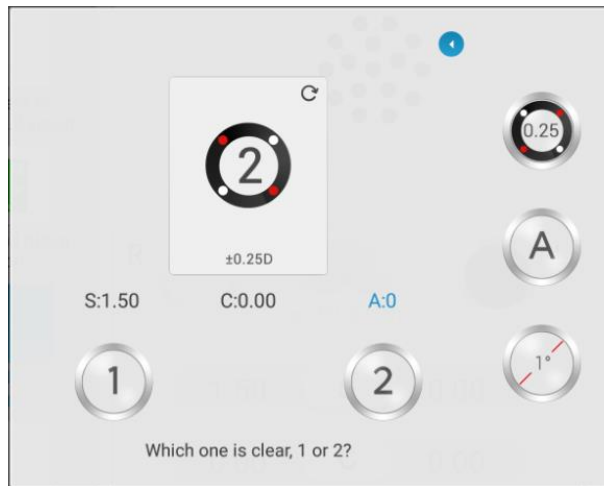 0.25
2
±0.25D
A
S:1.50 C:0.00 A:0
1°
1 2
Which one is clear, 1 or 2?